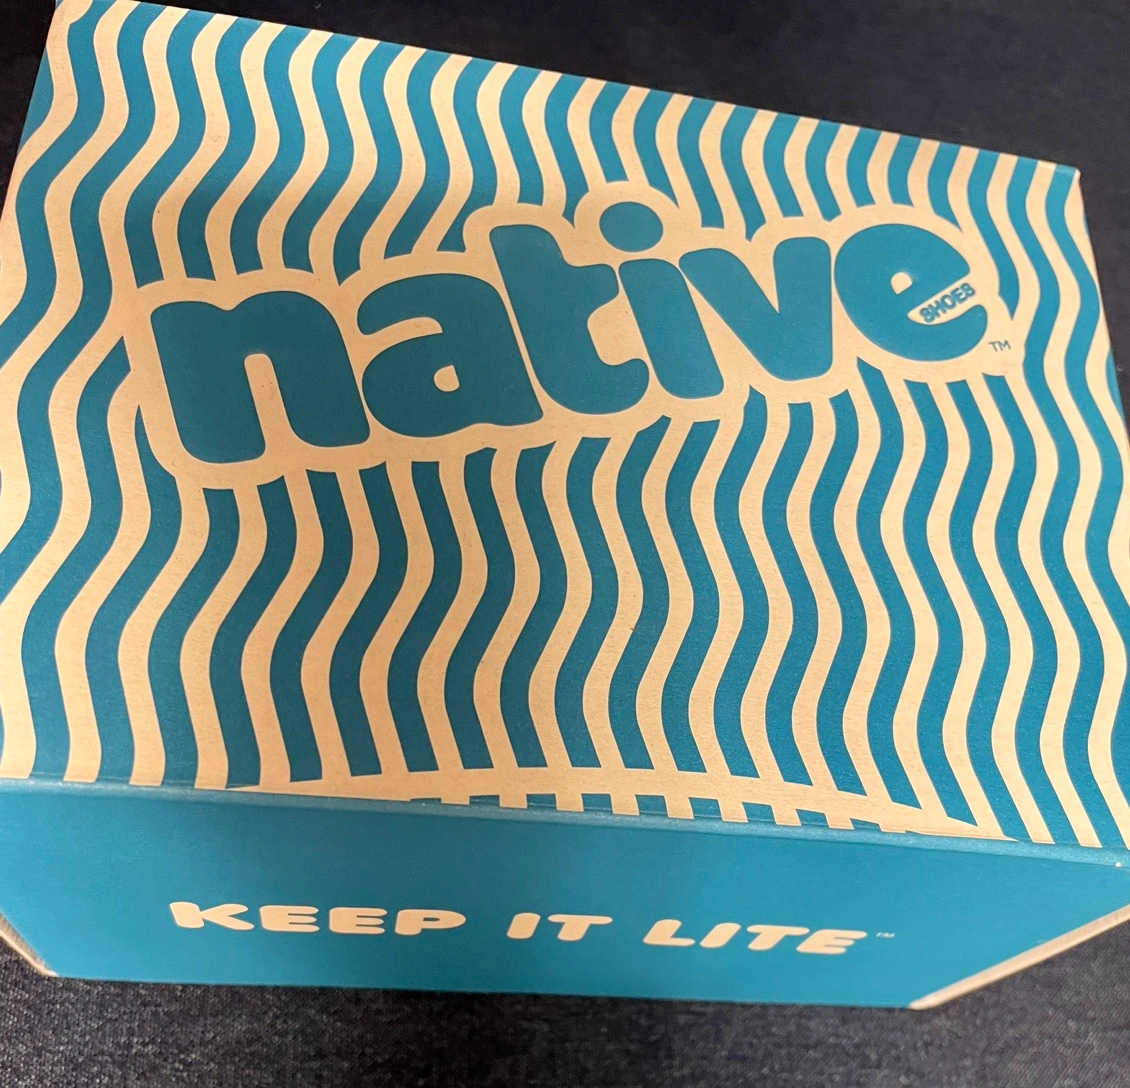 native
SHOES
TM
KEEP IT LITE™